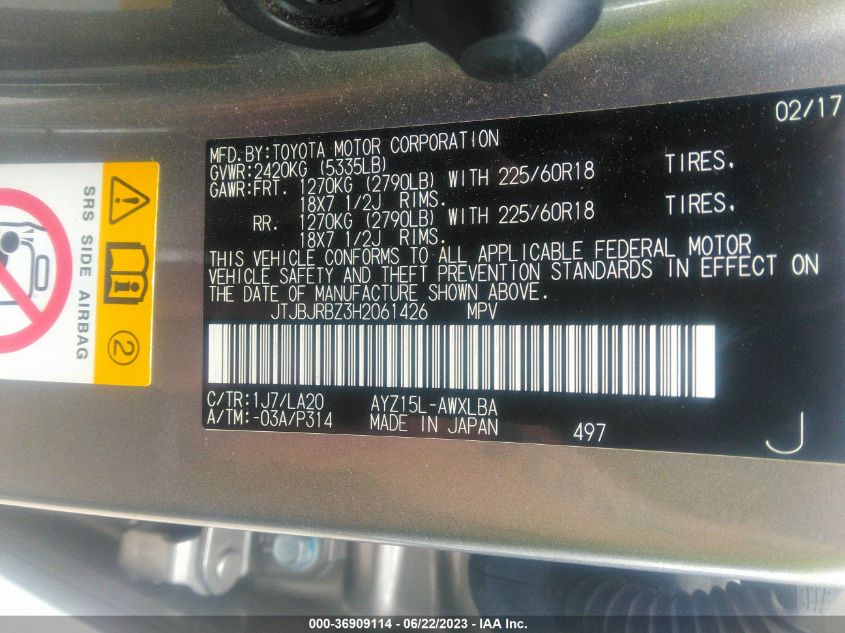 02/17
MFD.BY:TOYOTA MOTOR CORPORATION
GVWR:2420KG (5335LB)
GAWR:FRT. 1270KG (2790LB) WITH 225/60R18 TIRES,
18X7 1/2J RIMS.
RR. 1270KG (2790LB) WITH 225/60R18 TIRES,
18X7 1/2J RIMS.
THIS VEHICLE CONFORMS TO ALL APPLICABLE FEDERAL MOTOR
VEHICLE SAFETY AND THEFT PREVENTION STANDARDS IN EFFECT ON
THE DATE OF MANUFACTURE SHOWN ABOVE.
JTJBJRBZ3H2061426 MPV
C/TR:1J7/LA20 AYZ15L-AWXLBA
A/TM:-03A/P314 MADE IN JAPAN 497 J
SRS SIDE AIRBAG
2
000-36909114 - 06/22/2023 - IAA Inc.